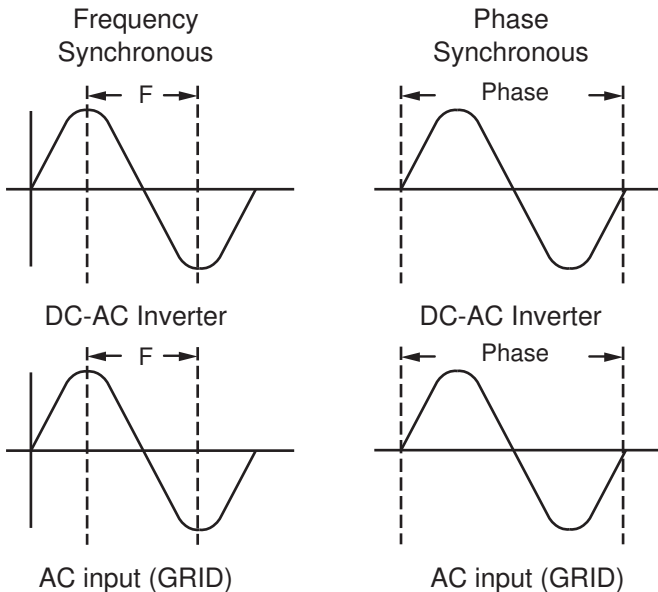 Frequency
Synchronous
F
DC-AC Inverter
F
AC input (GRID)
Phase
Synchronous
Phase
DC-AC Inverter
Phase
AC input (GRID)